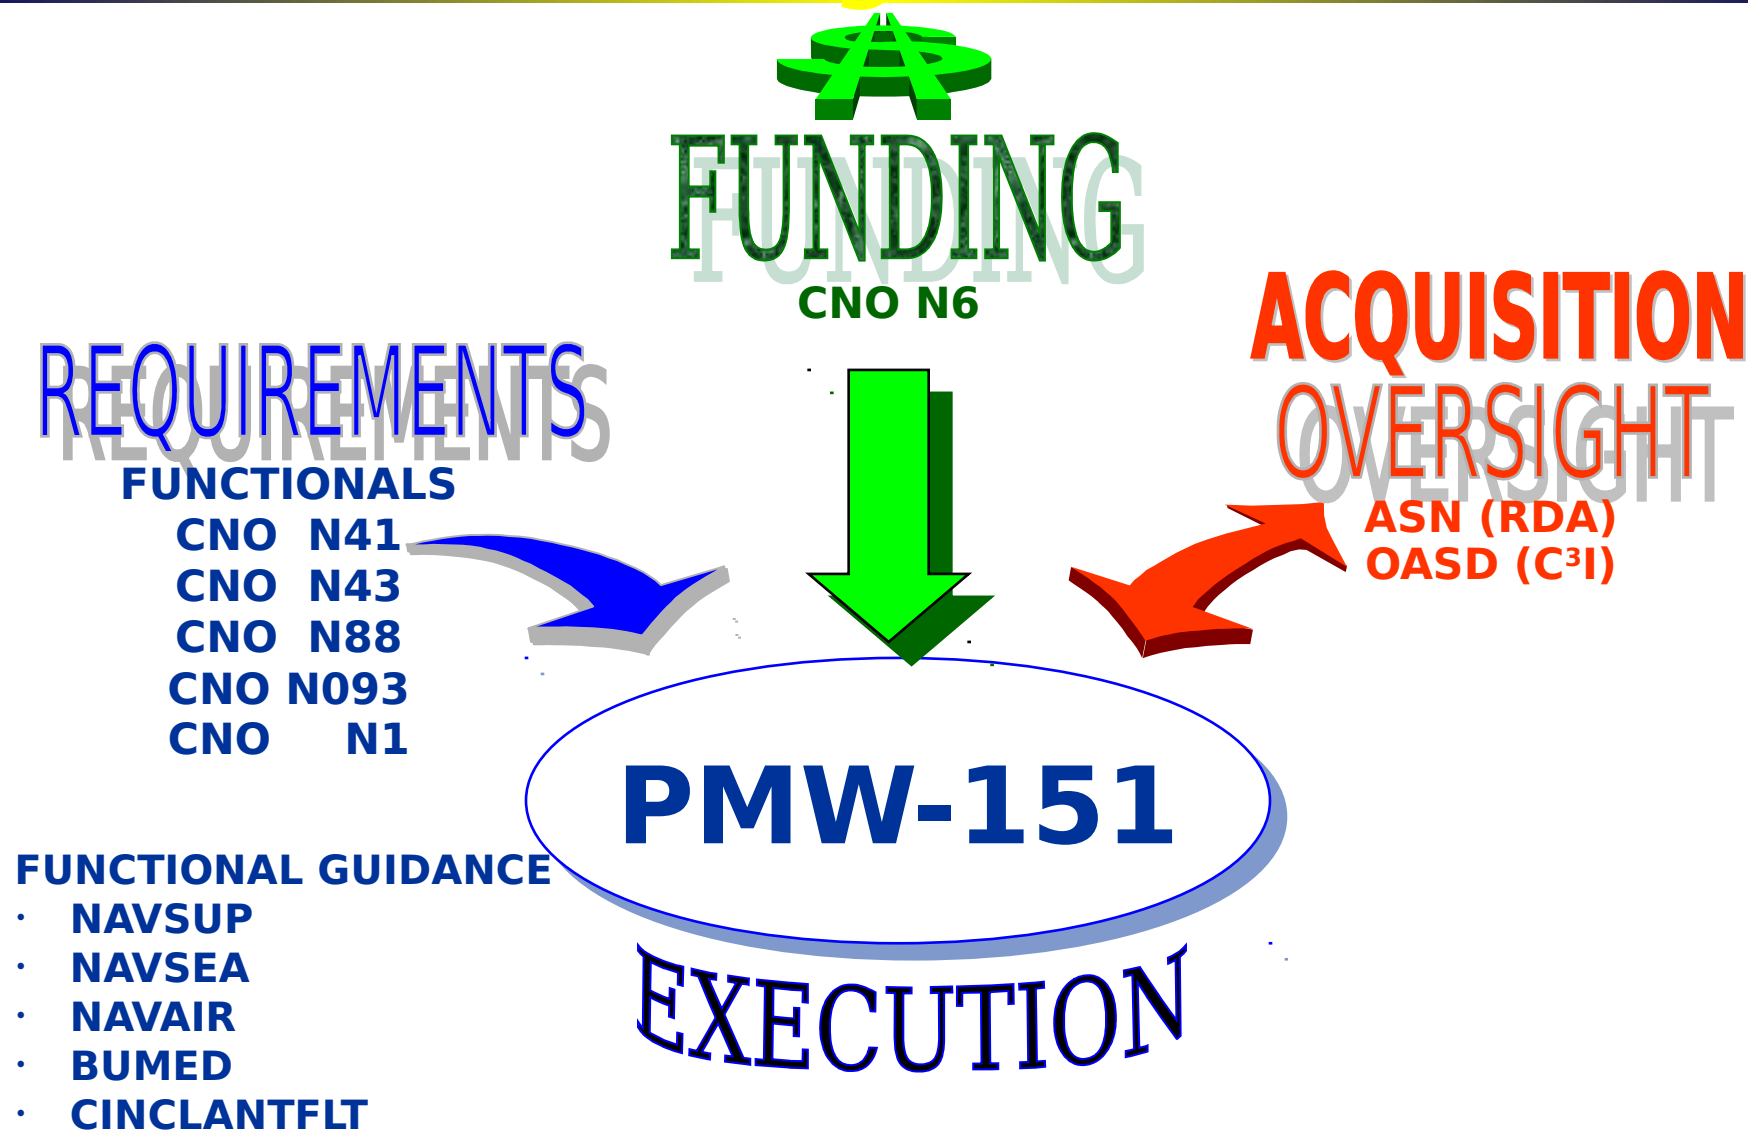 FUNDING
CNO N6
REQUIREMENTS
FUNCTIONALS
CNO N41
CNO N43
CNO N88
CNO N093
CNO N1
ACQUISITION
OVERSIGHT
ASN (RDA)
OASD (C³I)
PMW-151
EXECUTION
FUNCTIONAL GUIDANCE
· NAVSUP
· NAVSEA
· NAVAIR
· BUMED
· CINCLANTFLT